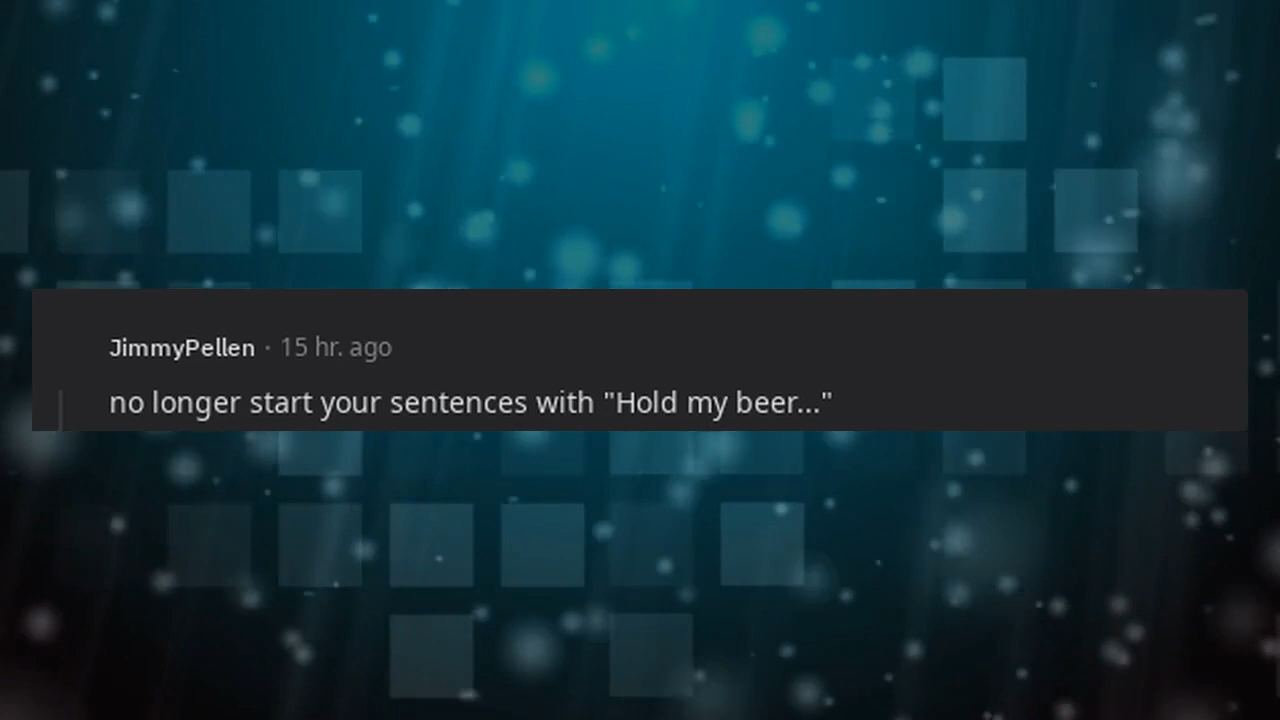 JimmyPellen · 15 hr. ago
no longer start your sentences with "Hold my beer..."